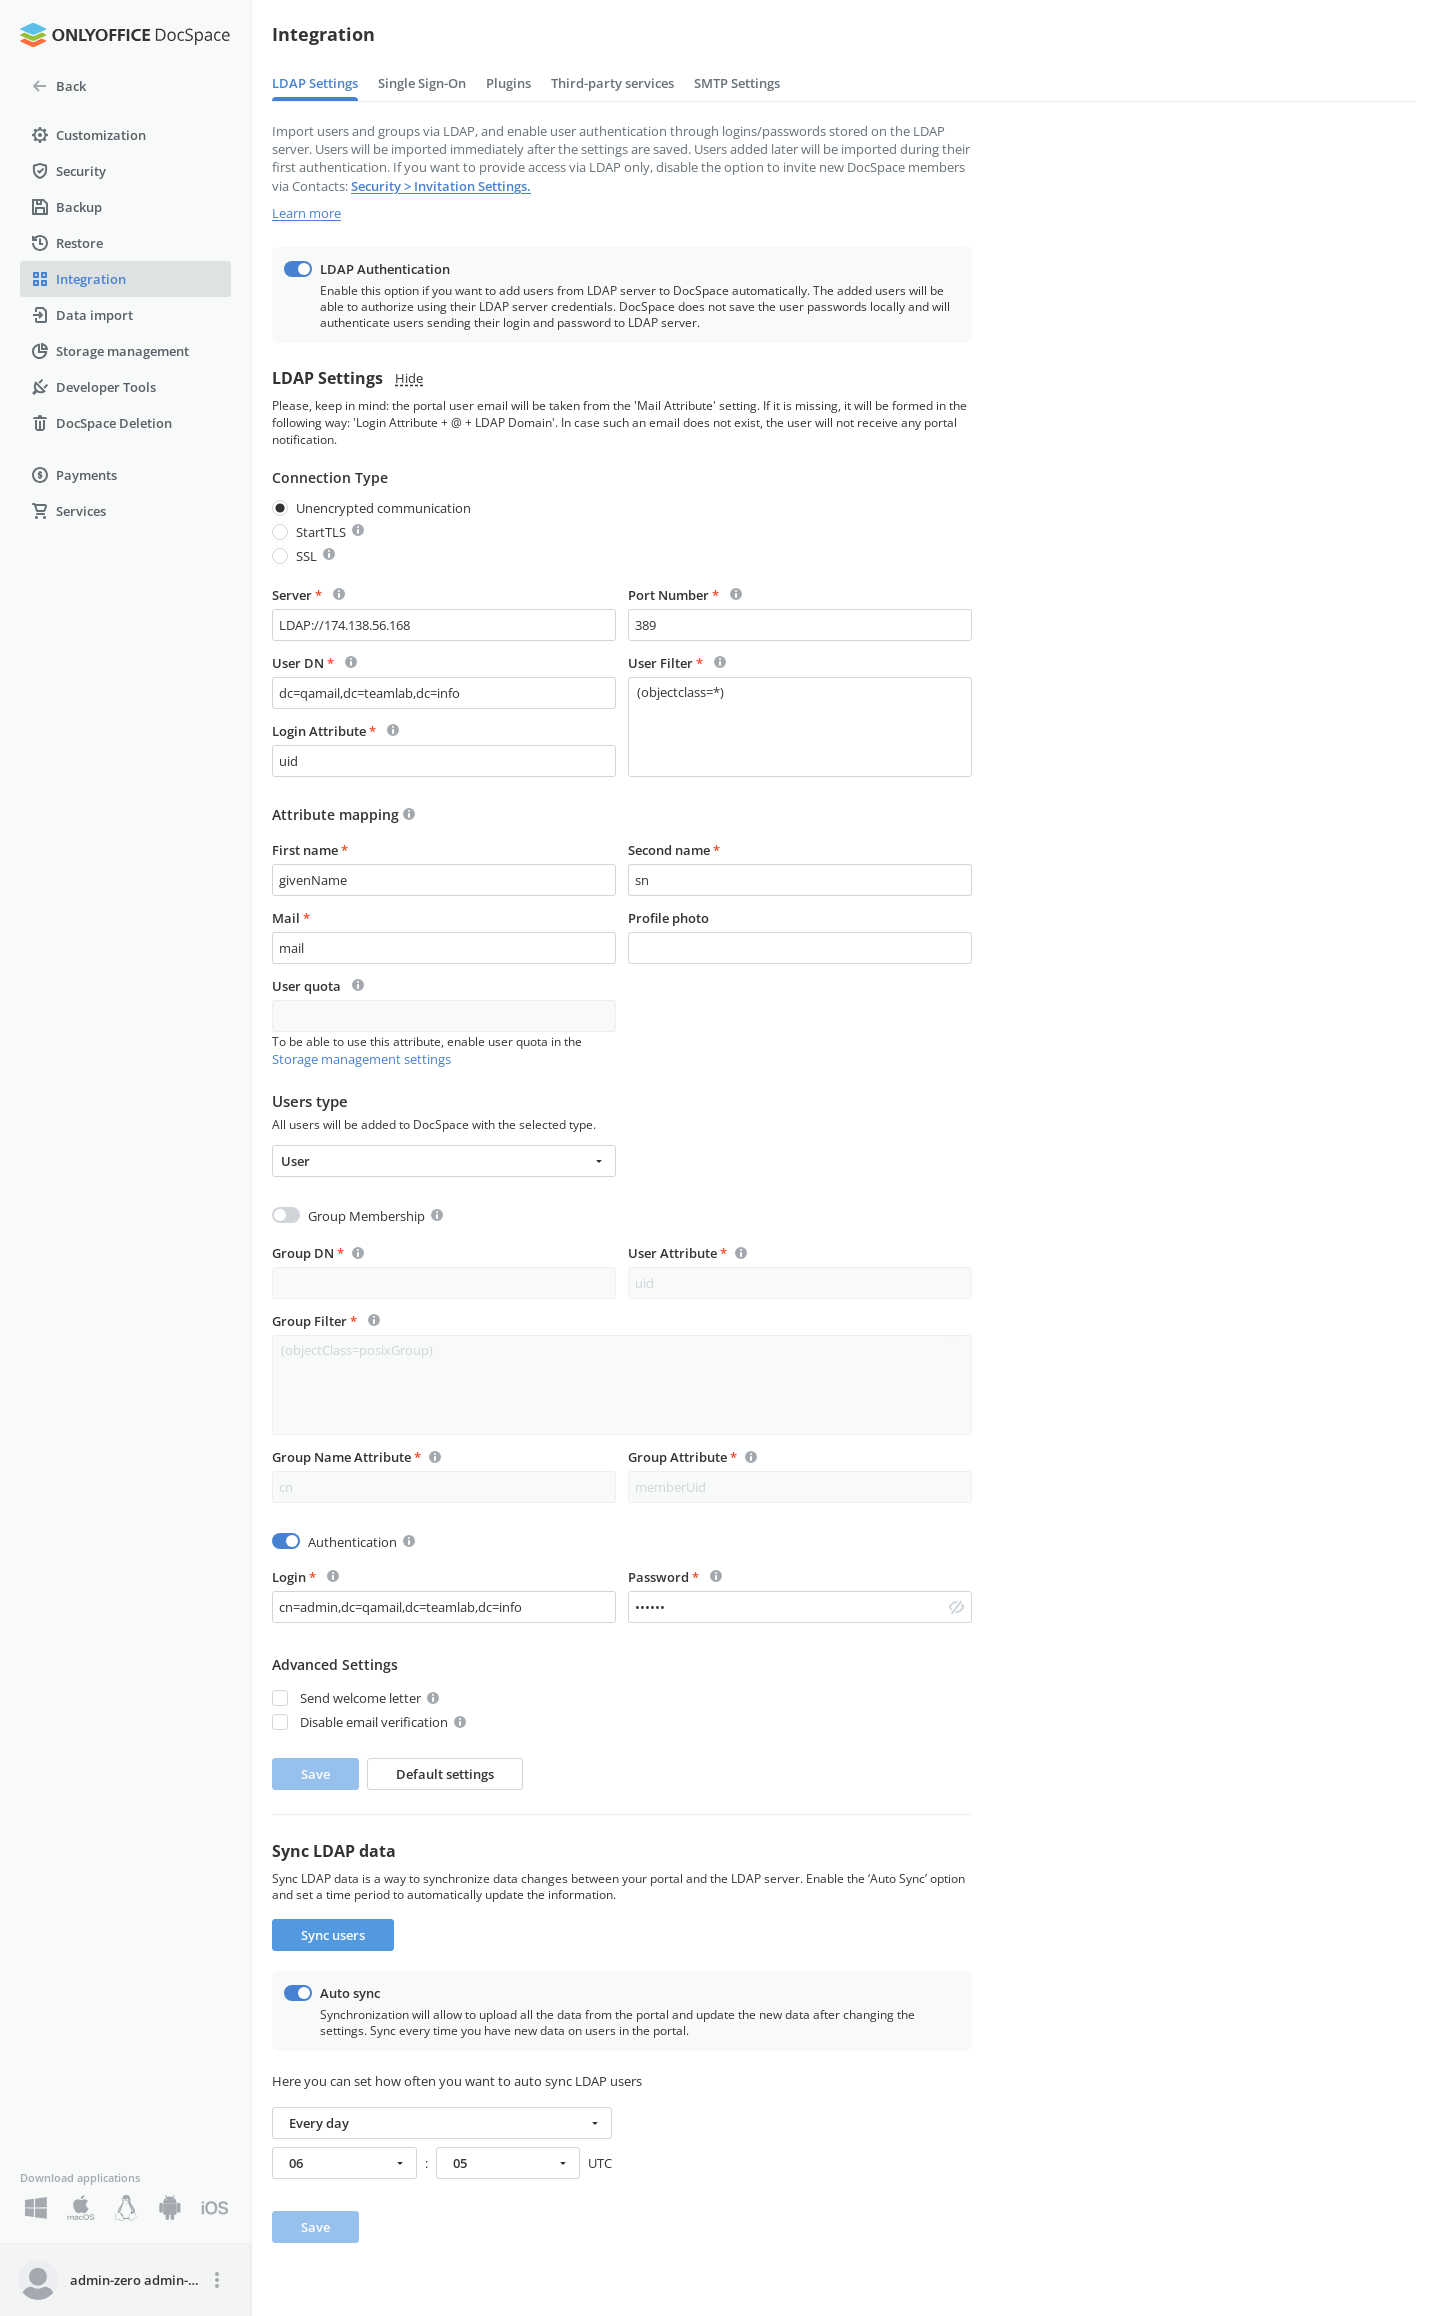 ONLYOFFICE DocSpace
Back
Customization
Security
Backup
Restore
Integration
Data import
Storage management
Developer Tools
DocSpace Deletion
Payments
Services
Download applications
macOS
iOS
admin-zero admin-...
Integration
LDAP Settings Single Sign-On Plugins Third-party services SMTP Settings
Import users and groups via LDAP, and enable user authentication through logins/passwords stored on the LDAP
server. Users will be imported immediately after the settings are saved. Users added later will be imported during their
first authentication. If you want to provide access via LDAP only, disable the option to invite new DocSpace members
via Contacts: Security > Invitation Settings.
Learn more
LDAP Authentication
Enable this option if you want to add users from LDAP server to DocSpace automatically. The added users will be
able to authorize using their LDAP server credentials. DocSpace does not save the user passwords locally and will
authenticate users sending their login and password to LDAP server.
LDAP Settings Hide
Please, keep in mind: the portal user email will be taken from the 'Mail Attribute' setting. If it is missing, it will be formed in the
following way: 'Login Attribute + @ + LDAP Domain'. In case such an email does not exist, the user will not receive any portal
notification.
Connection Type
Unencrypted communication
StartTLS
SSL
Server * Port Number *
LDAP://174.138.56.168 389
User DN * User Filter *
dc=qamail,dc=teamlab,dc=info (objectclass=*)
Login Attribute *
uid
Attribute mapping
First name * Second name *
givenName sn
Mail * Profile photo
mail
User quota
To be able to use this attribute, enable user quota in the
Storage management settings
Users type
All users will be added to DocSpace with the selected type.
User
Group Membership
Group DN * User Attribute *
uid
Group Filter *
(objectClass=posixGroup)
Group Name Attribute * Group Attribute *
cn memberUid
Authentication
Login * Password *
cn=admin,dc=qamail,dc=teamlab,dc=info ••••••
Advanced Settings
Send welcome letter
Disable email verification
Save Default settings
Sync LDAP data
Sync LDAP data is a way to synchronize data changes between your portal and the LDAP server. Enable the ‘Auto Sync’ option
and set a time period to automatically update the information.
Sync users
Auto sync
Synchronization will allow to upload all the data from the portal and update the new data after changing the
settings. Sync every time you have new data on users in the portal.
Here you can set how often you want to auto sync LDAP users
Every day
06 : 05 UTC
Save